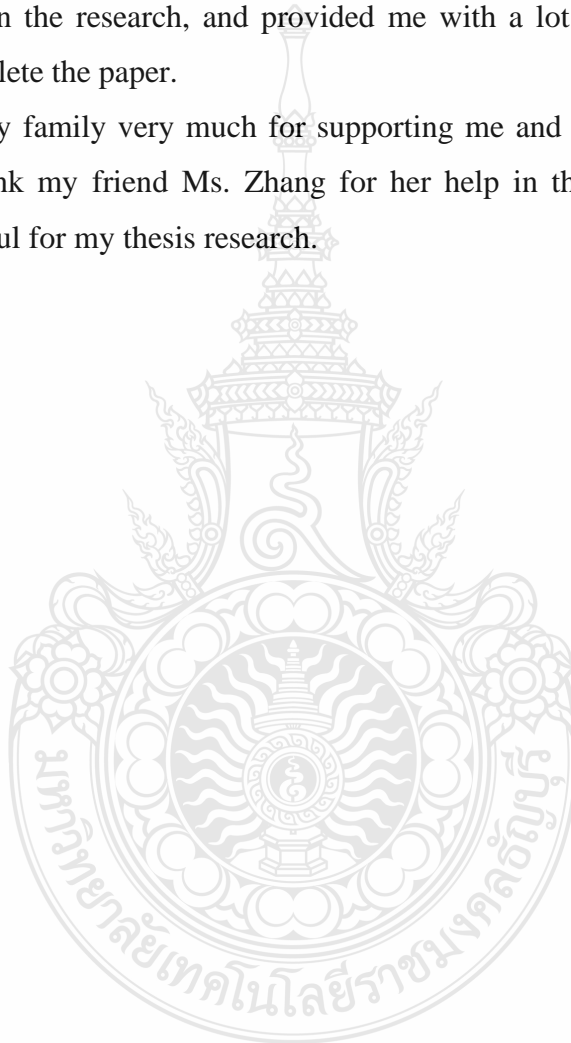 n the research, and provided me with a lot
lete the paper.
y family very much for supporting me and
nk my friend Ms. Zhang for her help in th
ul for my thesis research.
มหาวิทยาลัยเทคโนโลยีราชมงคลธัญบุรี